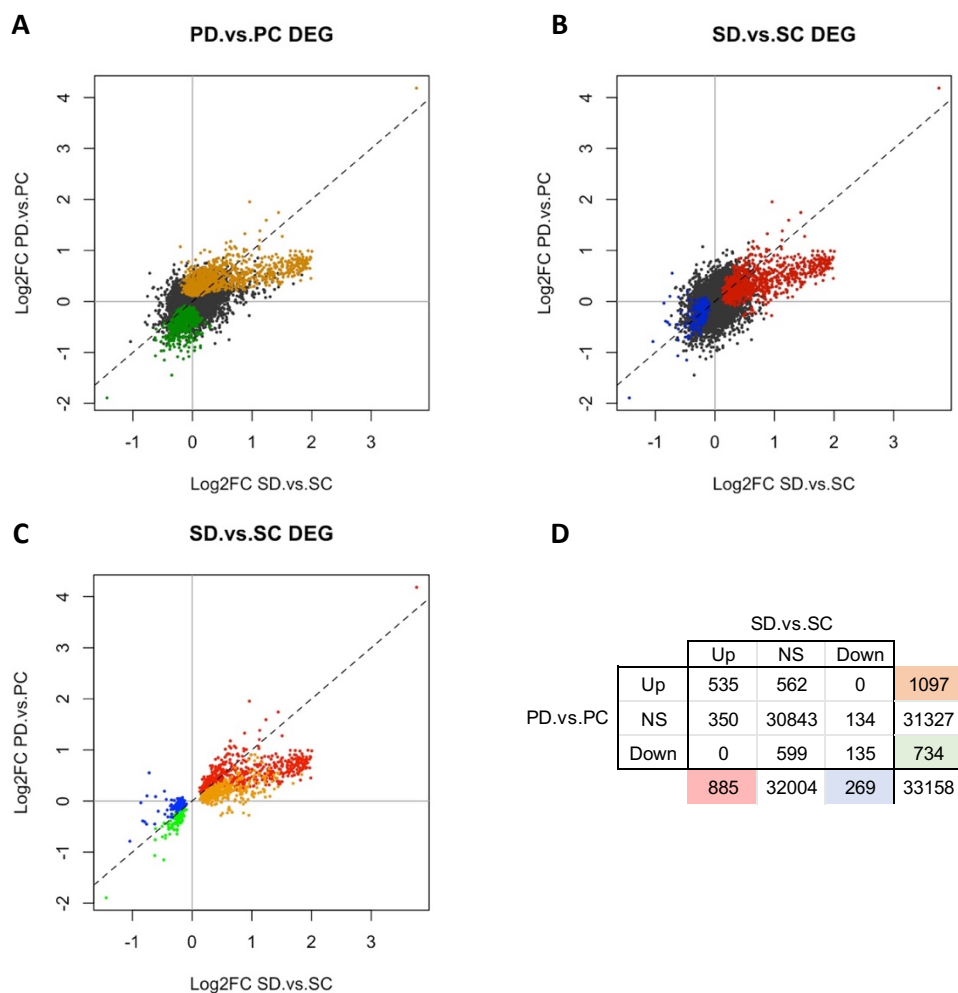 A
PD.vs.PC DEG
Log2FC PD.vs.PC
4
3
2
1
0
-1
-2
-1 0 1 2 3
Log2FC SD.vs.SC
B
SD.vs.SC DEG
Log2FC PD.vs.PC
4
3
2
1
0
-1
-2
-1 0 1 2 3
Log2FC SD.vs.SC
C
SD.vs.SC DEG
Log2FC PD.vs.PC
4
3
2
1
0
-1
-2
-1 0 1 2 3
Log2FC SD.vs.SC
D
SD.vs.SC
Up NS Down
Up 535 562 0 1097
PD.vs.PC NS 350 30843 134 31327
Down 0 599 135 734
885 32004 269 33158